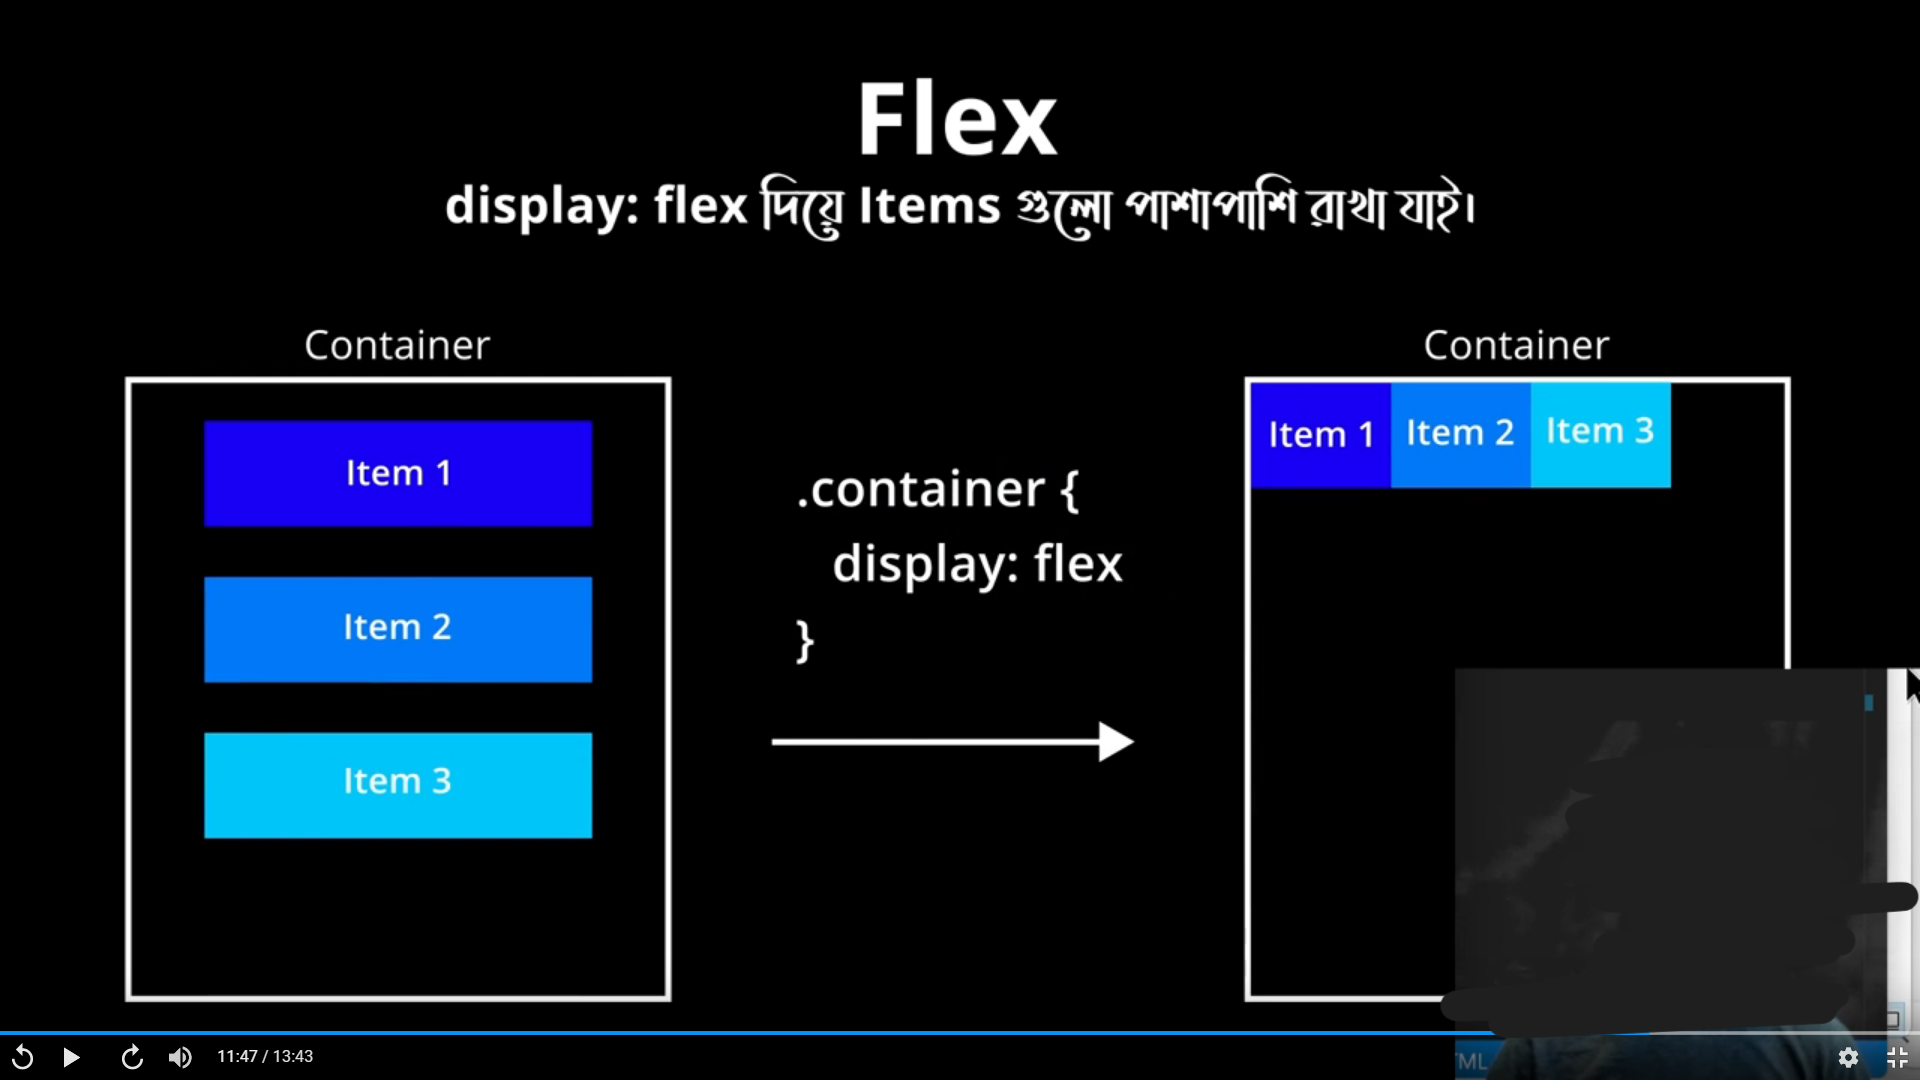 Flex
display: flex দিয়ে Items গুলো পাশাপাশি রাখা যাই।
Container
Item 1
Item 2
Item 3
.container {
display: flex
}
Container
Item 1 Item 2 Item 3
11:47 / 13:43